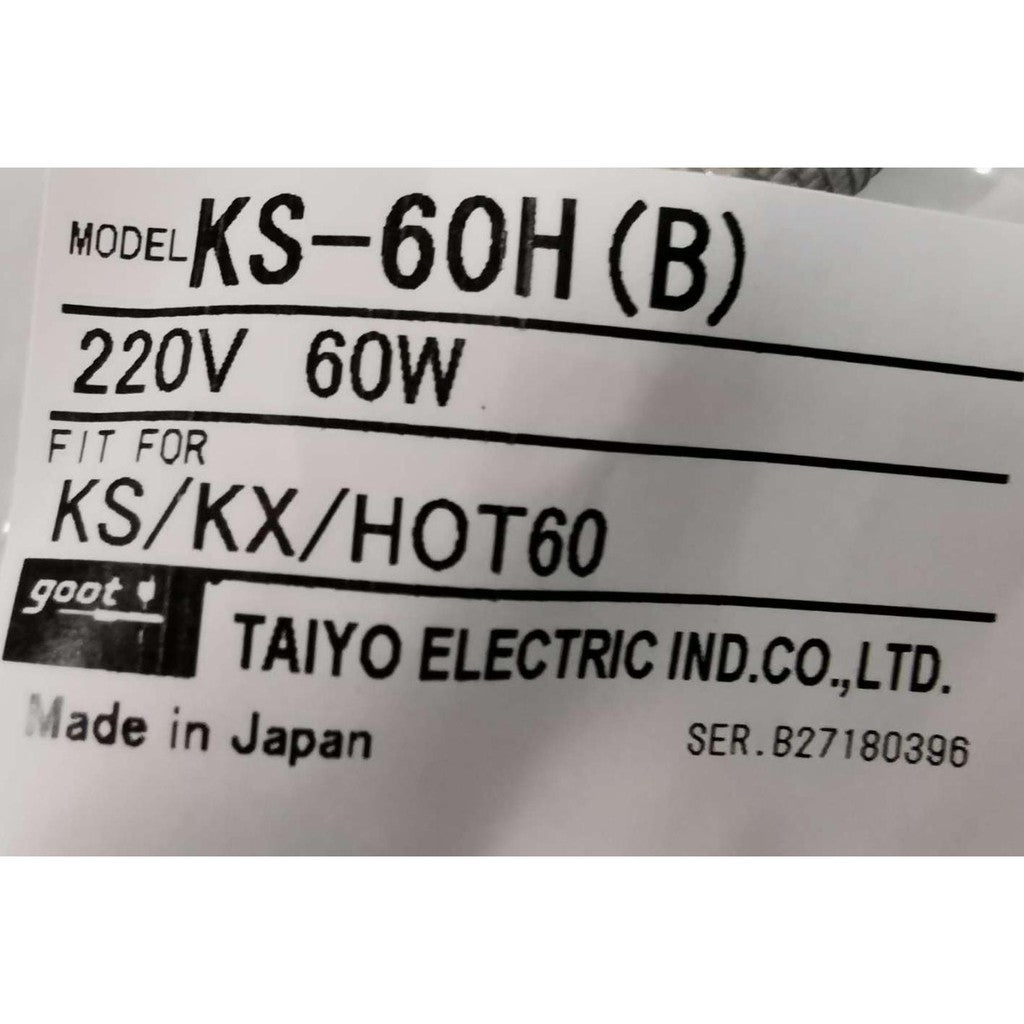 MODEL KS-60H(B)
220V 60W
FIT FOR
KS/KX/HOT60
goot
TAIYO ELECTRIC IND.CO.,LTD.
Made in Japan
SER.B27180396